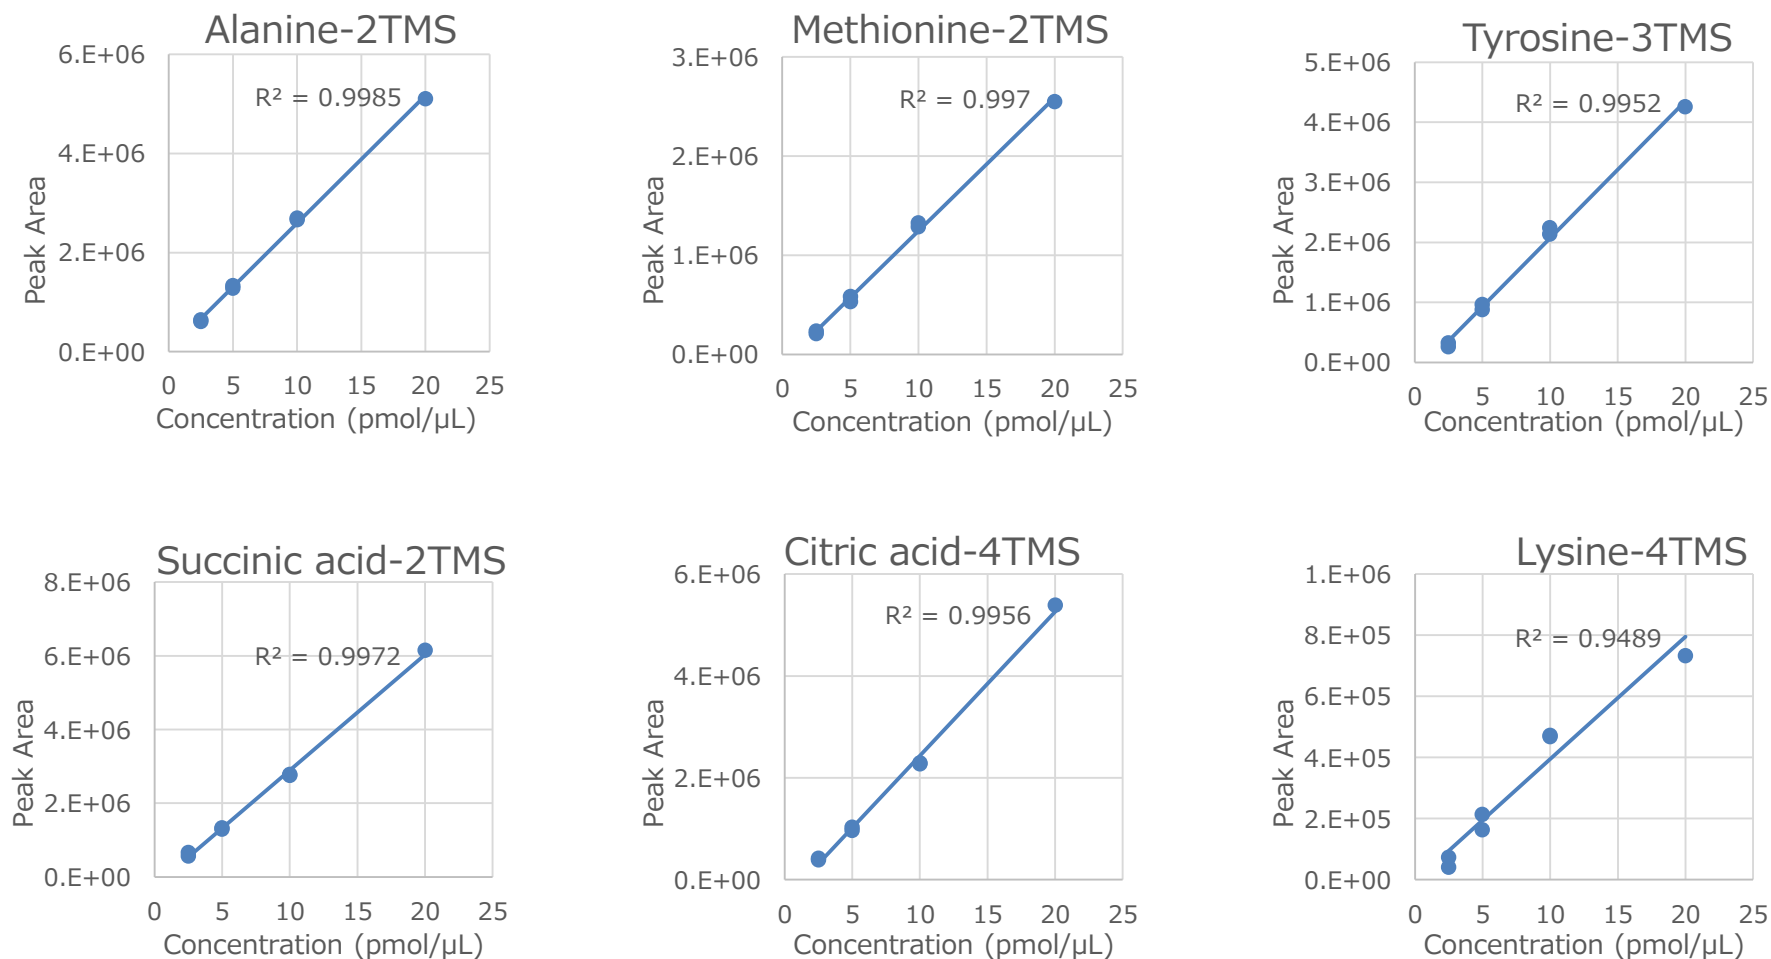 Alanine-2TMS
6.E+06
4.E+06
2.E+06
0.E+00
R² = 0.9985
Peak Area
0 5 10 15 20 25
Concentration (pmol/µL)
Methionine-2TMS
3.E+06
2.E+06
1.E+06
0.E+00
R² = 0.997
Peak Area
0 5 10 15 20 25
Concentration (pmol/µL)
Tyrosine-3TMS
5.E+06
4.E+06
3.E+06
2.E+06
1.E+06
0.E+00
R² = 0.9952
Peak Area
0 5 10 15 20 25
Concentration (pmol/µL)
Succinic acid-2TMS
8.E+06
6.E+06
4.E+06
2.E+06
0.E+00
R² = 0.9972
Peak Area
0 5 10 15 20 25
Concentration (pmol/µL)
Citric acid-4TMS
6.E+06
4.E+06
2.E+06
0.E+00
R² = 0.9956
Peak Area
0 5 10 15 20 25
Concentration (pmol/µL)
Lysine-4TMS
1.E+06
8.E+05
6.E+05
4.E+05
2.E+05
0.E+00
R² = 0.9489
Peak Area
0 5 10 15 20 25
Concentration (pmol/µL)